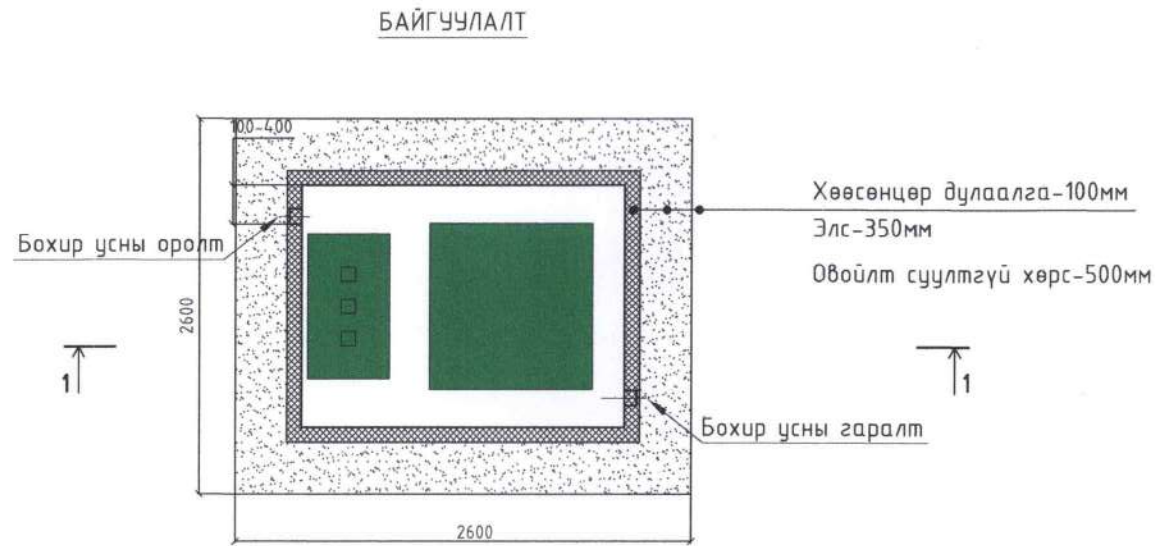 БАЙГУУЛАЛТ
100-400
Хөөсөнцөр дулаалга-100мм
Элс-350мм
Овойлт суултгүй хөрс-500мм
Бохир усны оролт
2600
1
1
Бохир усны гаралт
2600